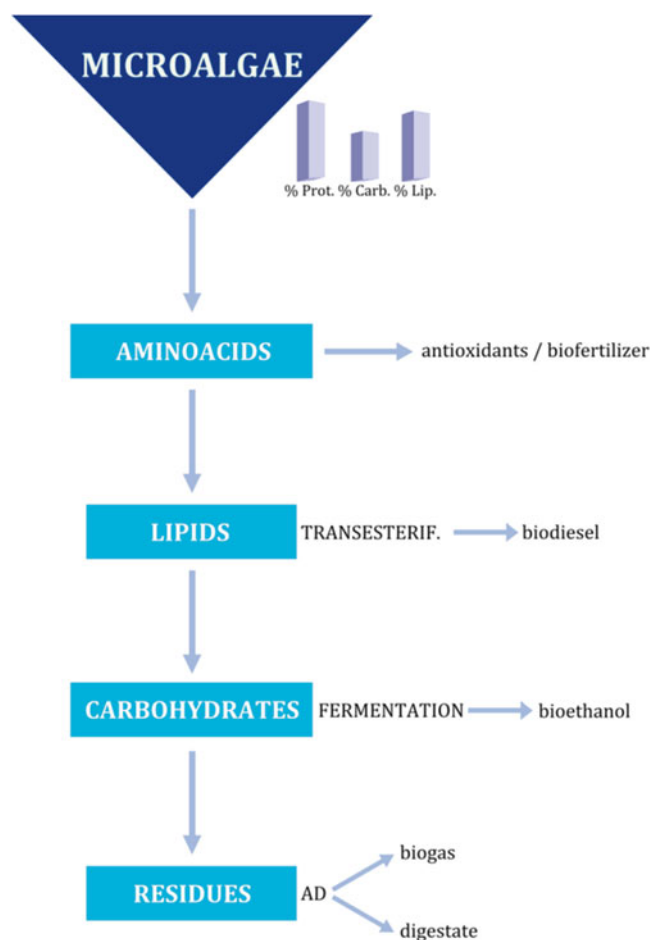 MICROALGAE
% Prot. % Carb. % Lip.
AMINOACIDS
antioxidants / biofertilizer
LIPIDS TRANSESTERIF. biodiesel
CARBOHYDRATES FERMENTATION bioethanol
biogas
RESIDUES AD
digestate